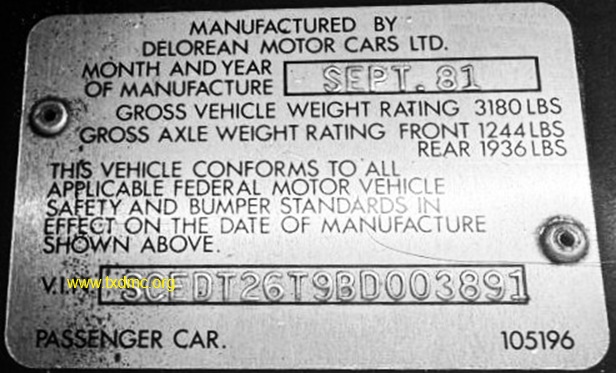 MANUFACTURED BY
DELOREAN MOTOR CARS LTD.
MONTH AND YEAR
OF MANUFACTURE SEPT. 81
GROSS VEHICLE WEIGHT RATING 3180 LBS
GROSS AXLE WEIGHT RATING FRONT 1244 LBS
REAR 1936 LBS
THIS VEHICLE CONFORMS TO ALL
APPLICABLE FEDERAL MOTOR VEHICLE
SAFETY AND BUMPER STANDARDS IN
EFFECT ON THE DATE OF MANUFACTURE
SHOWN ABOVE.
www.txdmc.org
SCEDT26T9BD003891
PASSENGER CAR. 105196